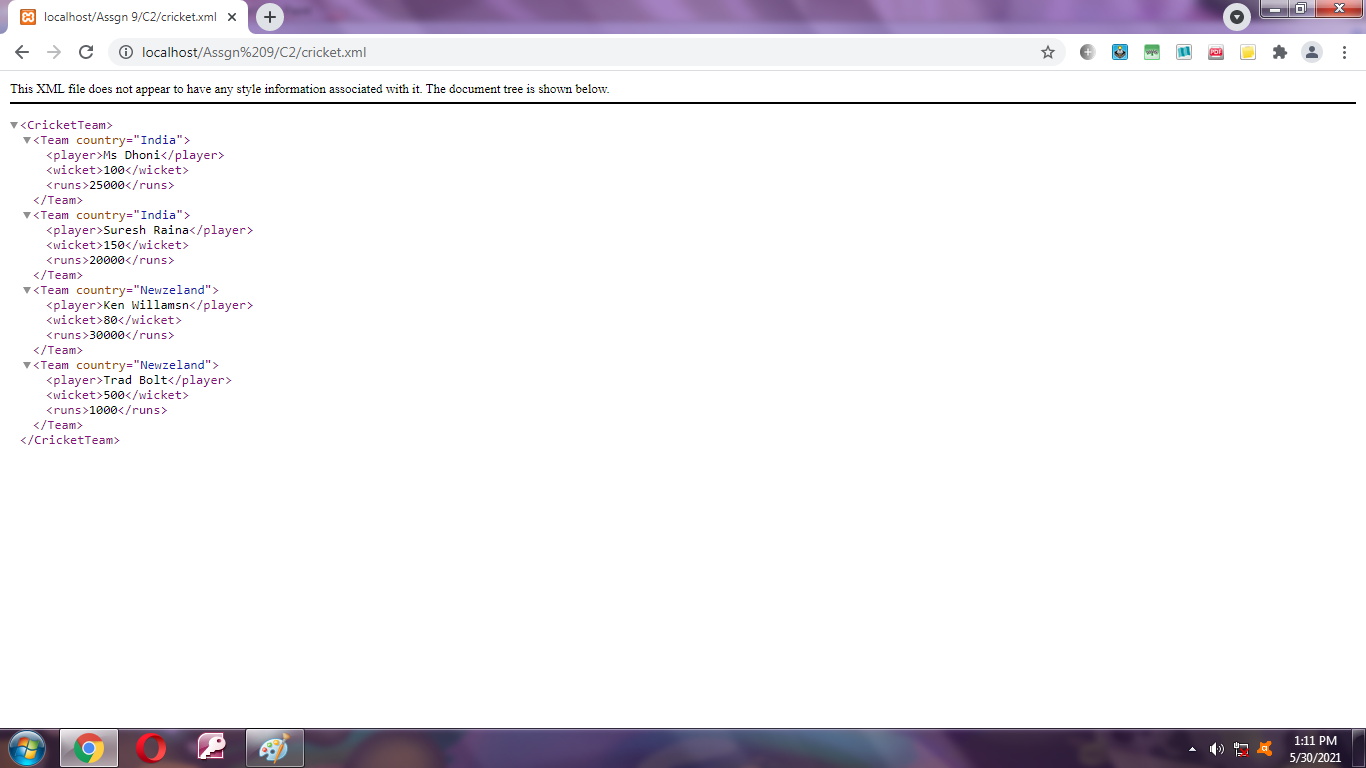 localhost/Assgn 9/C2/cricket.xml
localhost/Assgn%209/C2/cricket.xml
PDF
This XML file does not appear to have any style information associated with it. The document tree is shown below.
<CricketTeam>
<Team country="India">
<player>Ms Dhoni</player>
<wicket>100</wicket>
<runs>25000</runs>
</Team>
<Team country="India">
<player>Suresh Raina</player>
<wicket>150</wicket>
<runs>20000</runs>
</Team>
<Team country="Newzeland">
<player>Ken Willamsn</player>
<wicket>80</wicket>
<runs>30000</runs>
</Team>
<Team country="Newzeland">
<player>Trad Bolt</player>
<wicket>500</wicket>
<runs>1000</runs>
</Team>
</CricketTeam>
1:11 PM
5/30/2021